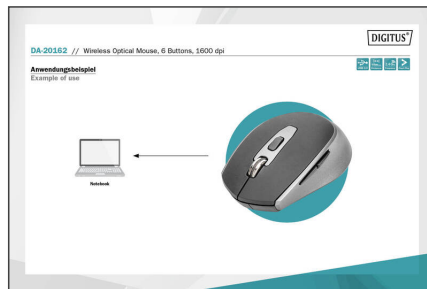 DIGITUS®
DA-20162 // Wireless Optical Mouse, 6 Buttons, 1600 dpi
Anwendungsbeispiel
Example of use
Notebook